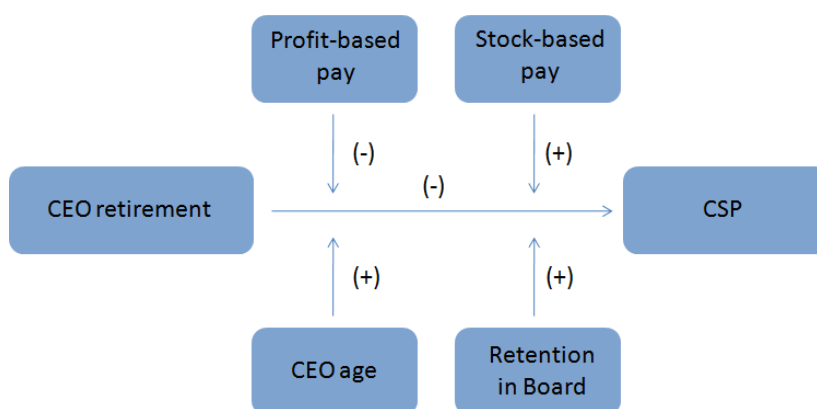 Profit-based
pay
Stock-based
pay
(-)
(+)
CEO retirement
(-)
CSP
(+)
(+)
CEO age
Retention
in Board